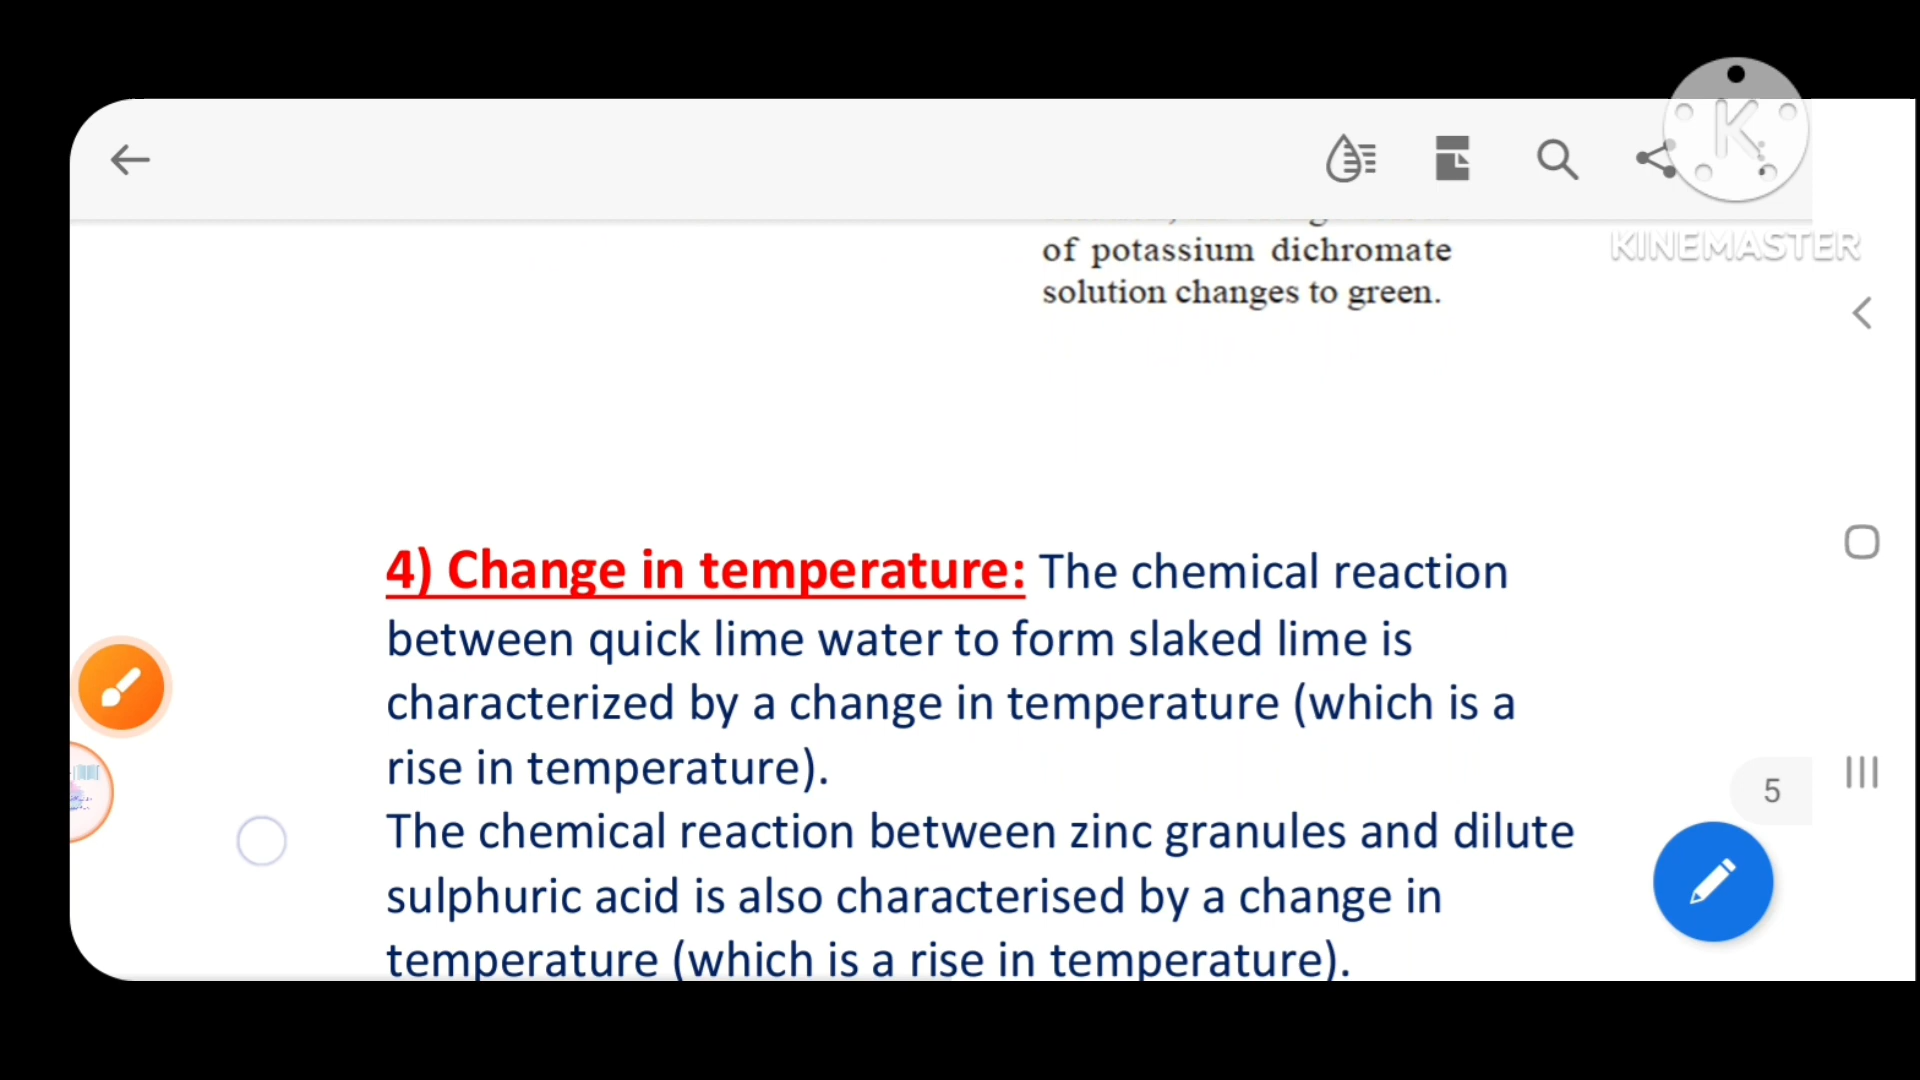 K
KINEMASTER
of potassium dichromate
solution changes to green.
4) Change in temperature: The chemical reaction
between quick lime water to form slaked lime is
characterized by a change in temperature (which is a
rise in temperature).
The chemical reaction between zinc granules and dilute
sulphuric acid is also characterised by a change in
temperature (which is a rise in temperature).
5